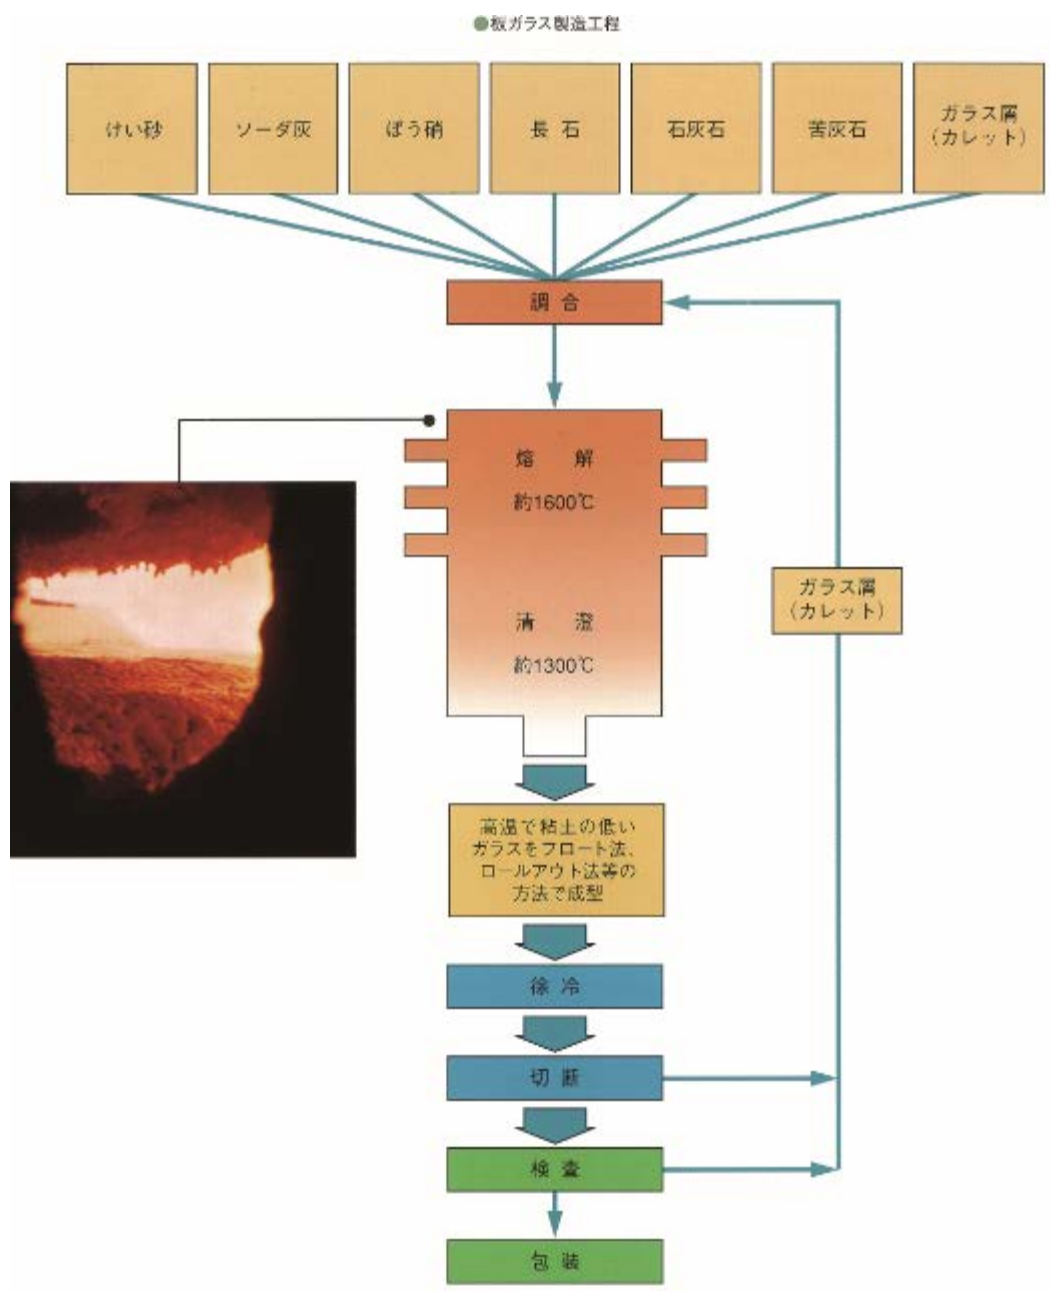 ●板ガラス製造工程
けい砂
ソーダ灰
ぼう硝
長石
石灰石
苦灰石
ガラス屑
(カレット)
調合
熔解
約1600℃
清澄
約1300℃
ガラス屑
(カレット)
高温で粘土の低い
ガラスをフロート法、
ロールアウト法等の
方法で成型
徐冷
切断
検査
包装